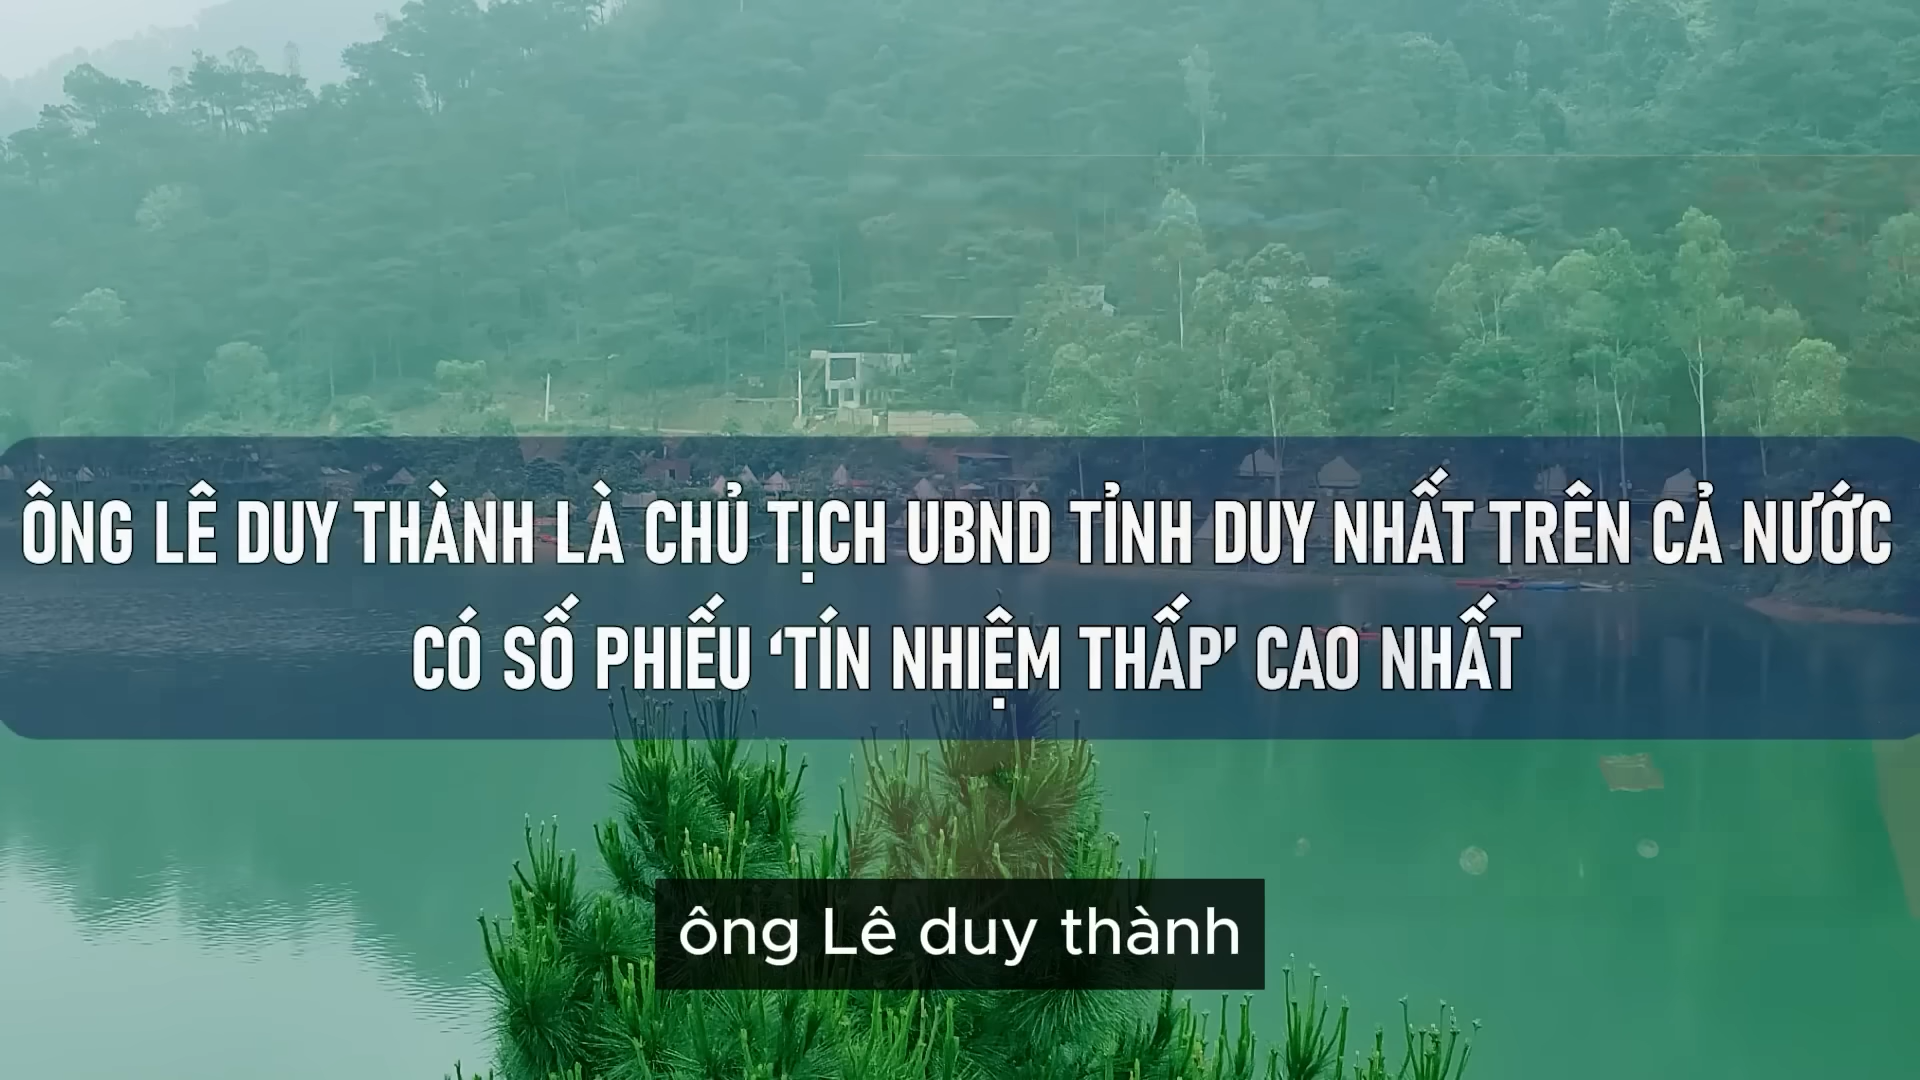 ÔNG LÊ DUY THÀNH LÀ CHỦ TỊCH UBND TỈNH DUY NHẤT TRÊN CẢ NƯỚC
CÓ SỐ PHIẾU ‘TÍN NHIỆM THẤP’ CAO NHẤT
ông Lê duy thành